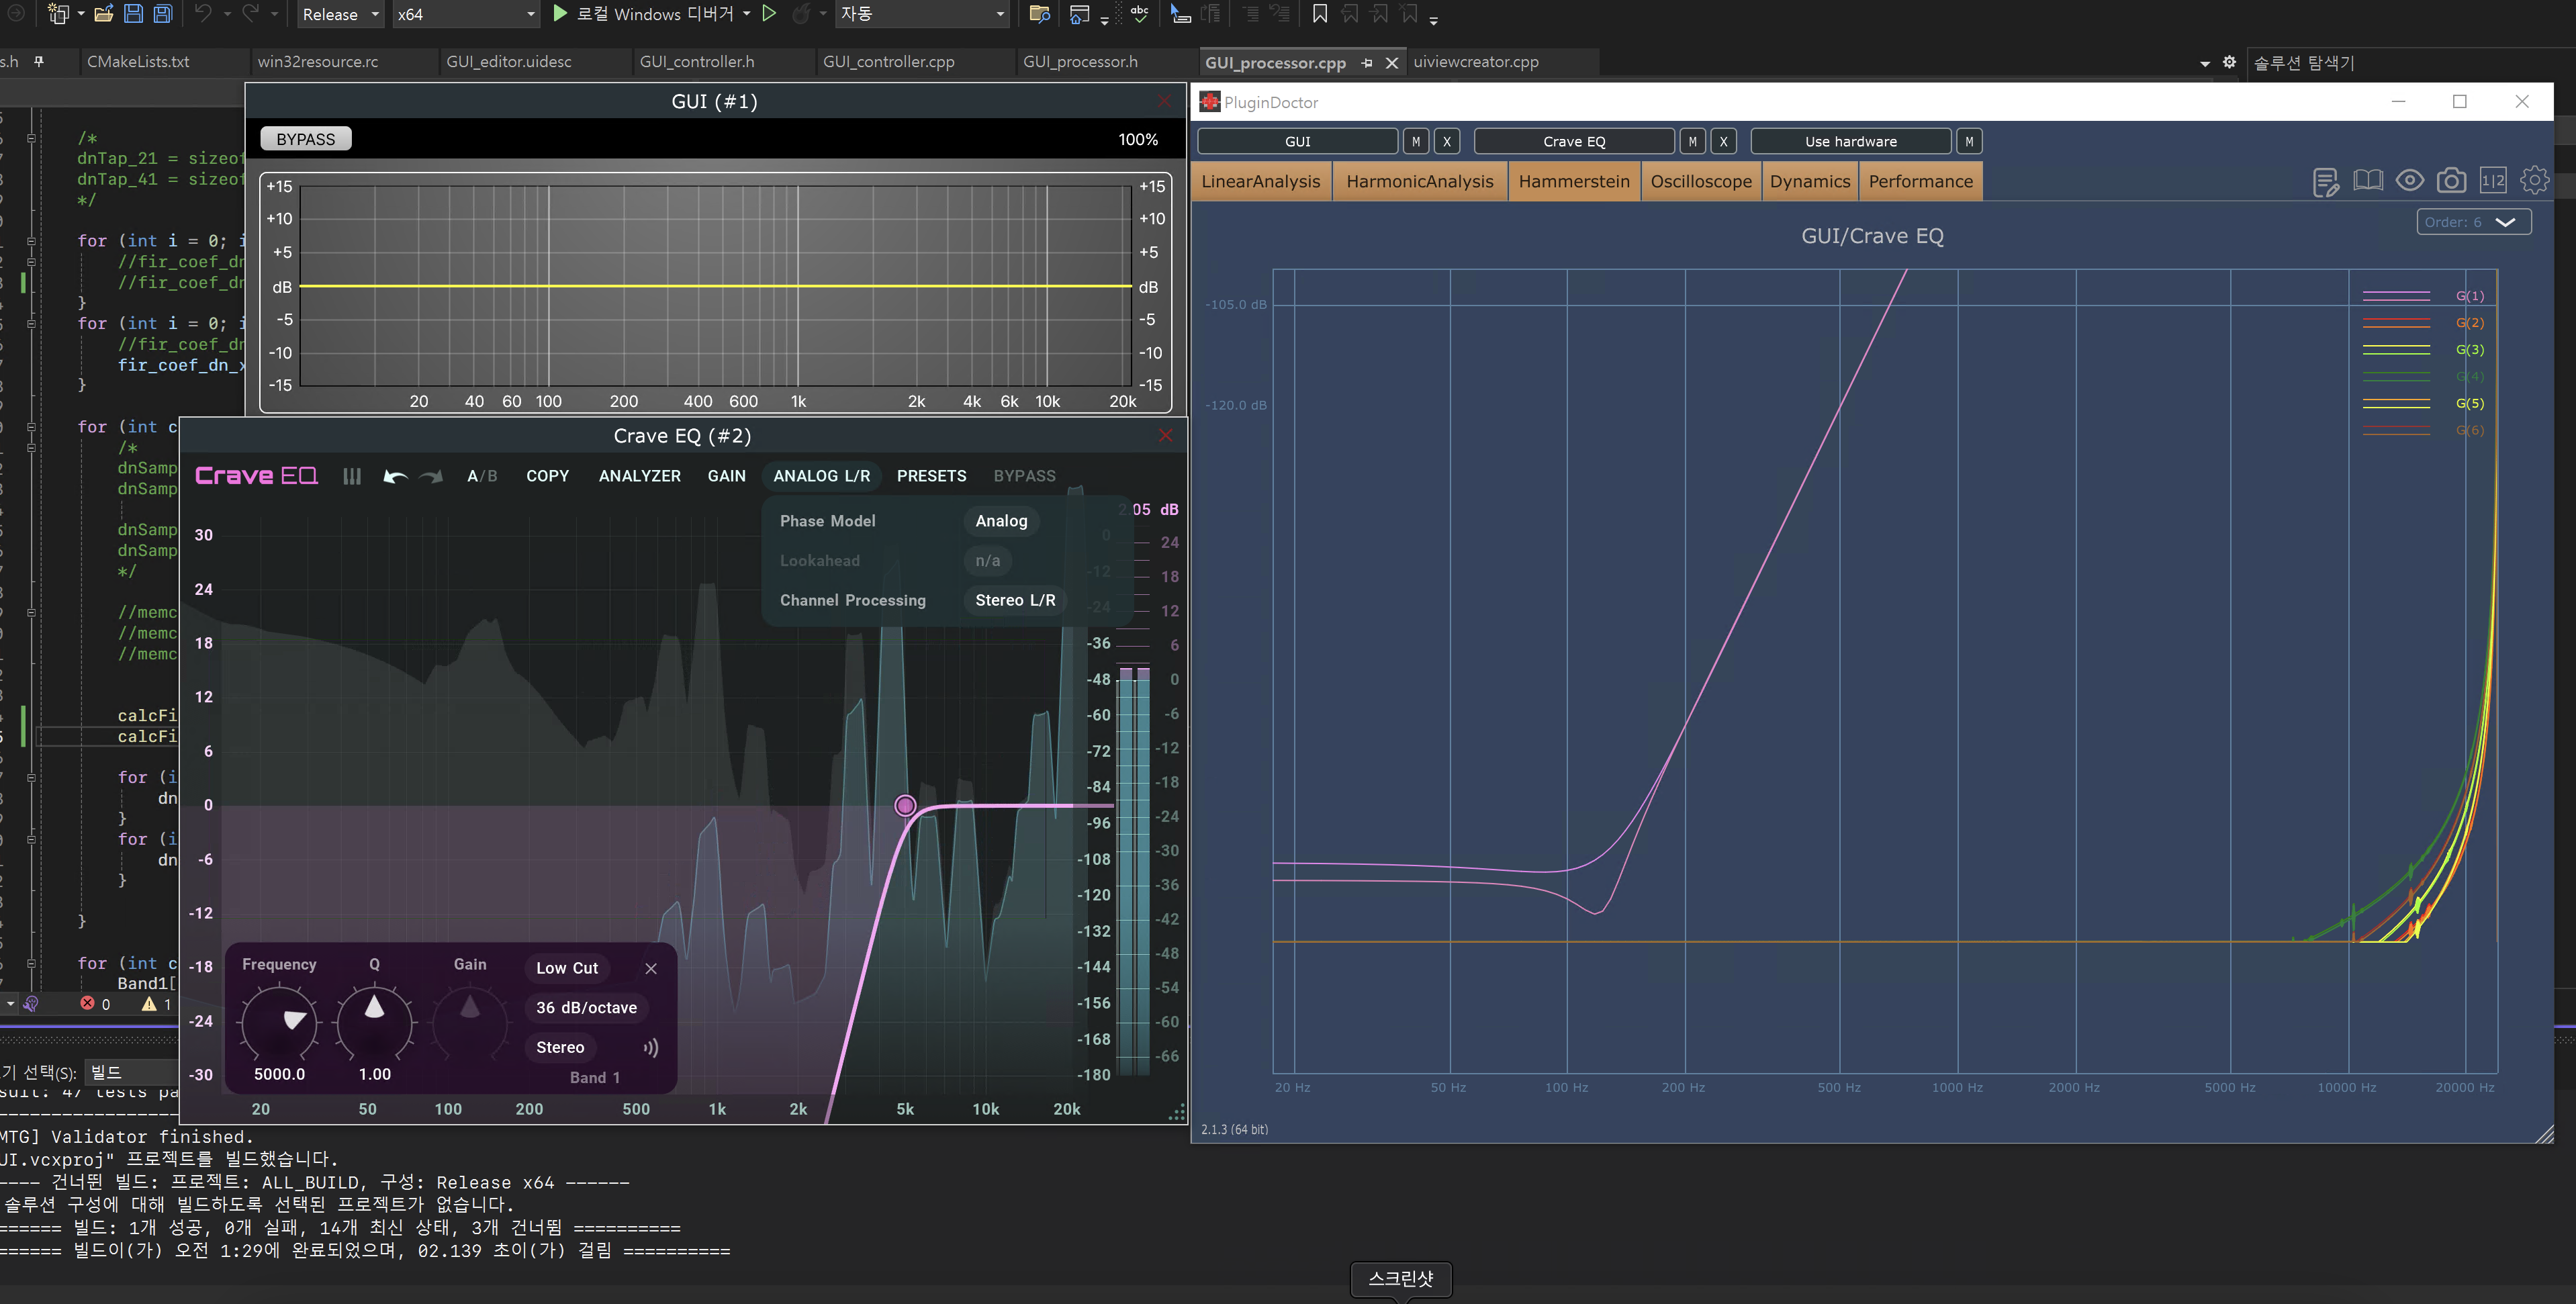 Release
x64
로컬 Windows 디버거
자동
abc
s.h
CMakeLists.txt
win32resource.rc
GUI_editor.uidesc
GUI_controller.h
GUI_controller.cpp
GUI_processor.h
GUI_processor.cpp
uiviewcreator.cpp
솔루션 탐색기
/*
dnTap_21 = sizeof
dnTap_41 = sizeof
*/
for (int i = 0; i
//fir_coef_dn
//fir_coef_dn
}
for (int i = 0; i
//fir_coef_dn
fir_coef_dn_x
}
for (int c
/*
dnSamp
dnSamp
dnSamp
dnSamp
*/
//memc
//memc
//memc
calcFi
calcFi
for (i
dn
}
for (i
dn
}
}
for (int c
Band1[
0
1
GUI (#1)
BYPASS
100%
+15
+15
+10
+10
+5
+5
dB
dB
-5
-5
-10
-10
-15
-15
20 40 60 100 200 400 600 1k 2k 4k 6k 10k 20k
Crave EQ (#2)
Crave EQ
A/B
COPY
ANALYZER
GAIN
ANALOG L/R
PRESETS
BYPASS
Phase Model
Analog
Lookahead
n/a
Channel Processing
Stereo L/R
05 dB
30
24
18
12
6
0
-6
-12
-18
-24
-30
0
-12
-24
-36
-48
-60
-72
-84
-96
-108
-120
-132
-144
-156
-168
-180
24
18
12
6
0
-6
-12
-18
-24
-30
-36
-42
-48
-54
-60
-66
Frequency
Q
Gain
Low Cut
36 dB/octave
Stereo
5000.0
1.00
Band 1
20 50 100 200 500 1k 2k 5k 10k 20k
PluginDoctor
GUI
M
X
Crave EQ
M
X
Use hardware
M
LinearAnalysis
HarmonicAnalysis
Hammerstein
Oscilloscope
Dynamics
Performance
1|2
Order: 6
GUI/Crave EQ
-105.0 dB
-120.0 dB
G(1)
G(2)
G(3)
G(4)
G(5)
G(6)
20 Hz 50 Hz 100 Hz 200 Hz 500 Hz 1000 Hz 2000 Hz 5000 Hz 10000 Hz 20000 Hz
2.1.3 (64 bit)
기 선택(S):
빌드
sult: 47 tests pa
MTG] Validator finished.
UI.vcxproj" 프로젝트를 빌드했습니다.
---- 건너뛴 빌드: 프로젝트: ALL_BUILD, 구성: Release x64 ------
솔루션 구성에 대해 빌드하도록 선택된 프로젝트가 없습니다.
====== 빌드: 1개 성공, 0개 실패, 14개 최신 상태, 3개 건너뜀 ==========
====== 빌드이(가) 오전 1:29에 완료되었으며, 02.139 초이(가) 걸림 ==========
스크린샷